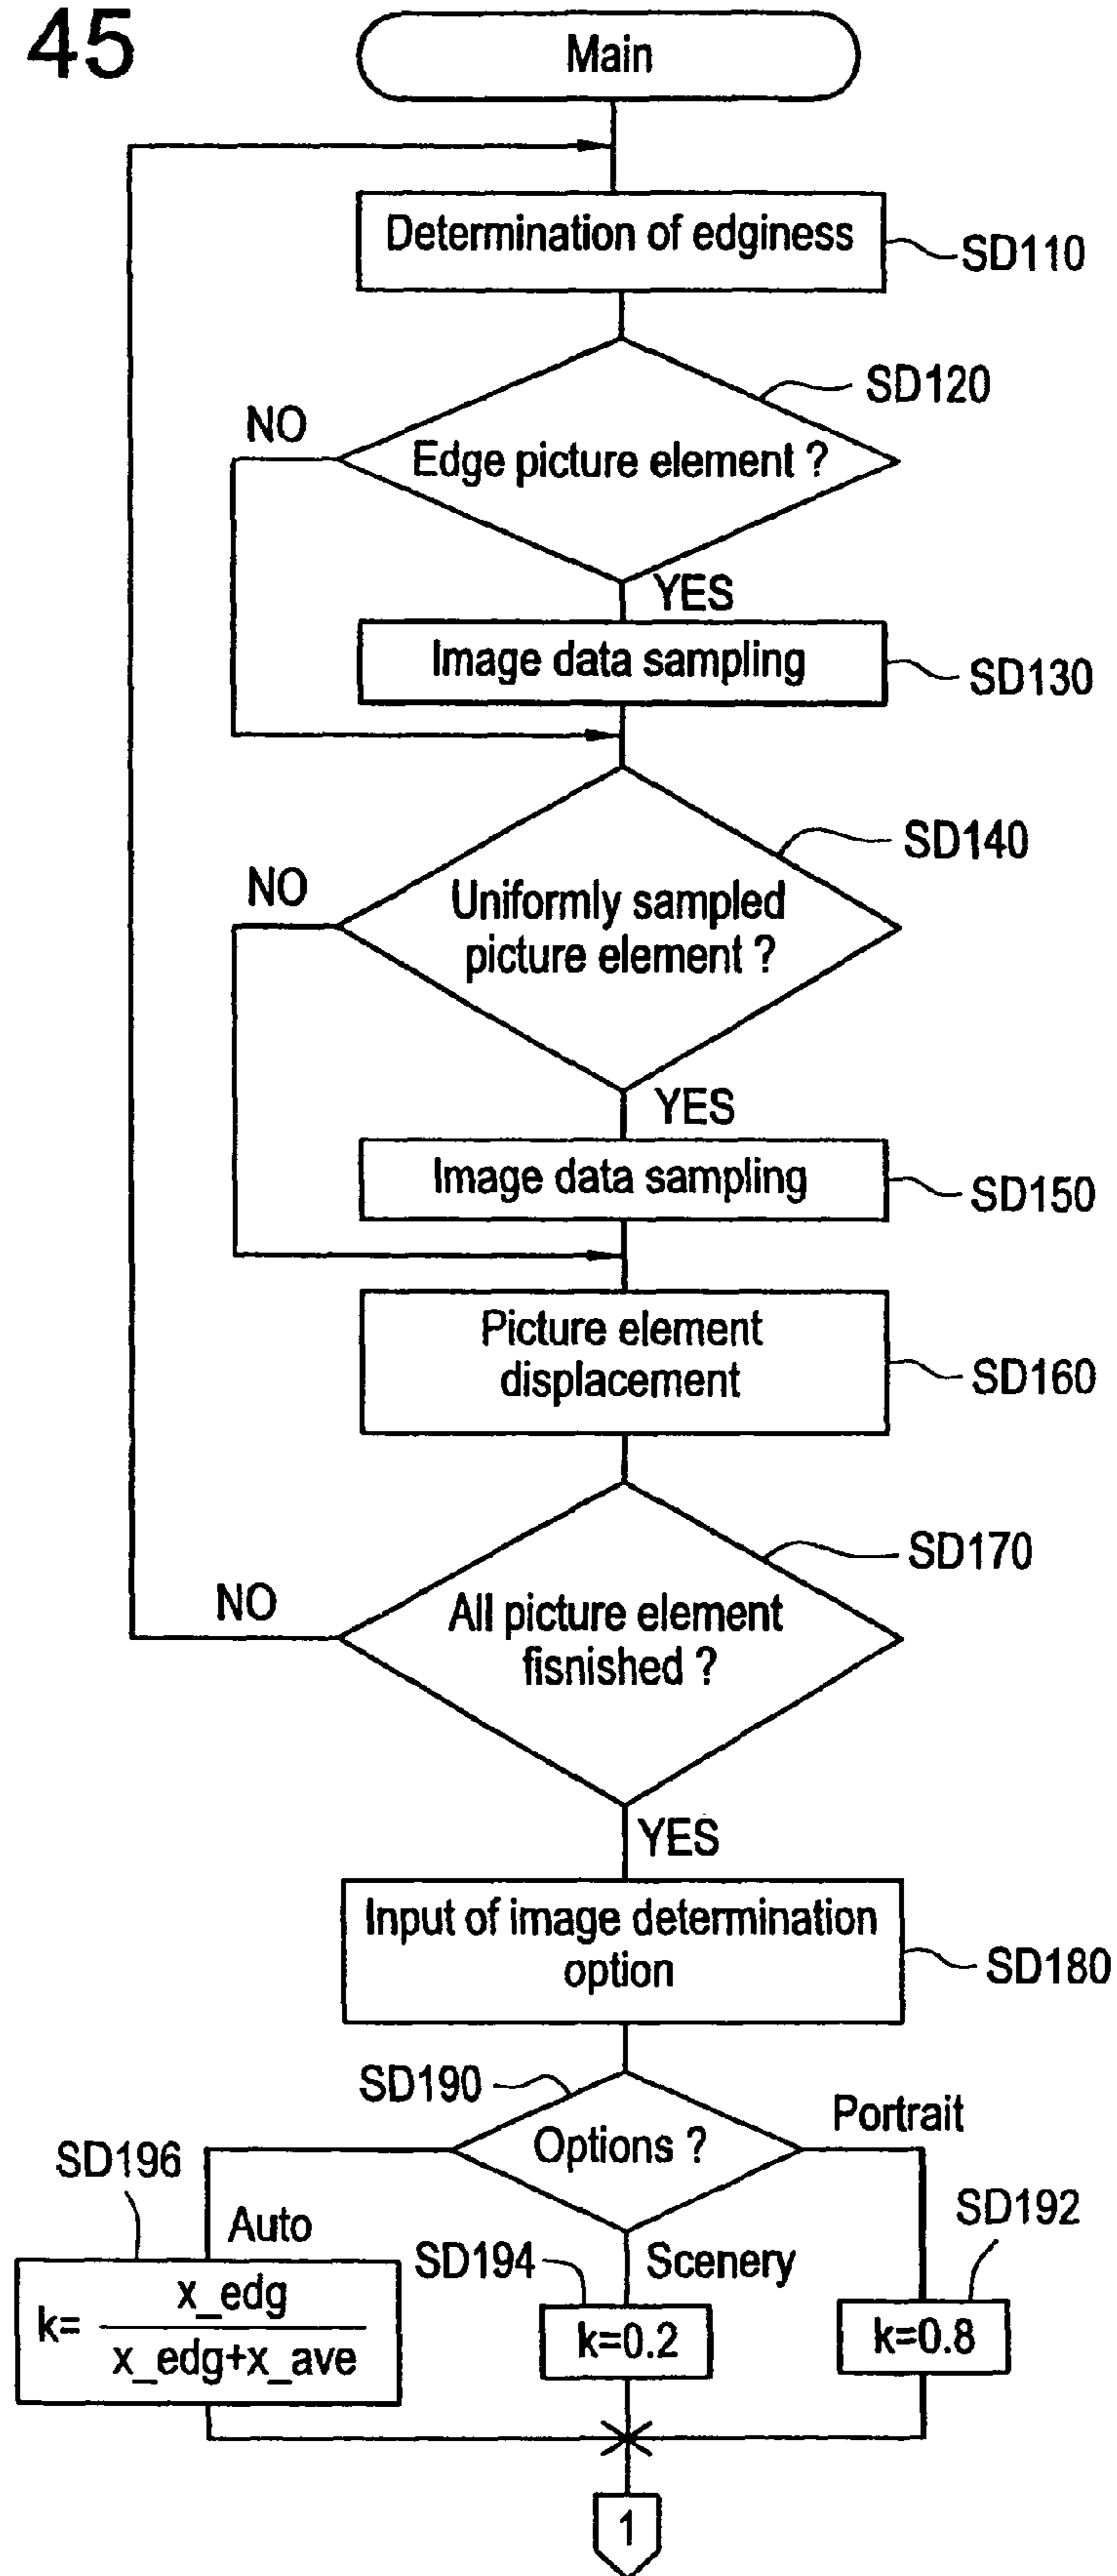 45
Main
Determination of edginess
SD110
SD120
NO
Edge picture element ?
YES
Image data sampling
SD130
SD140
NO
Uniformly sampled
picture element ?
YES
Image data sampling
SD150
Picture element
displacement
SD160
SD170
NO
All picture element
fisnished ?
YES
Input of image determination
option
SD180
SD190
Options ?
Portrait
SD196
Auto
SD194
Scenery
SD192
k= x_edg
x_edg+x_ave
k=0.2
k=0.8
1